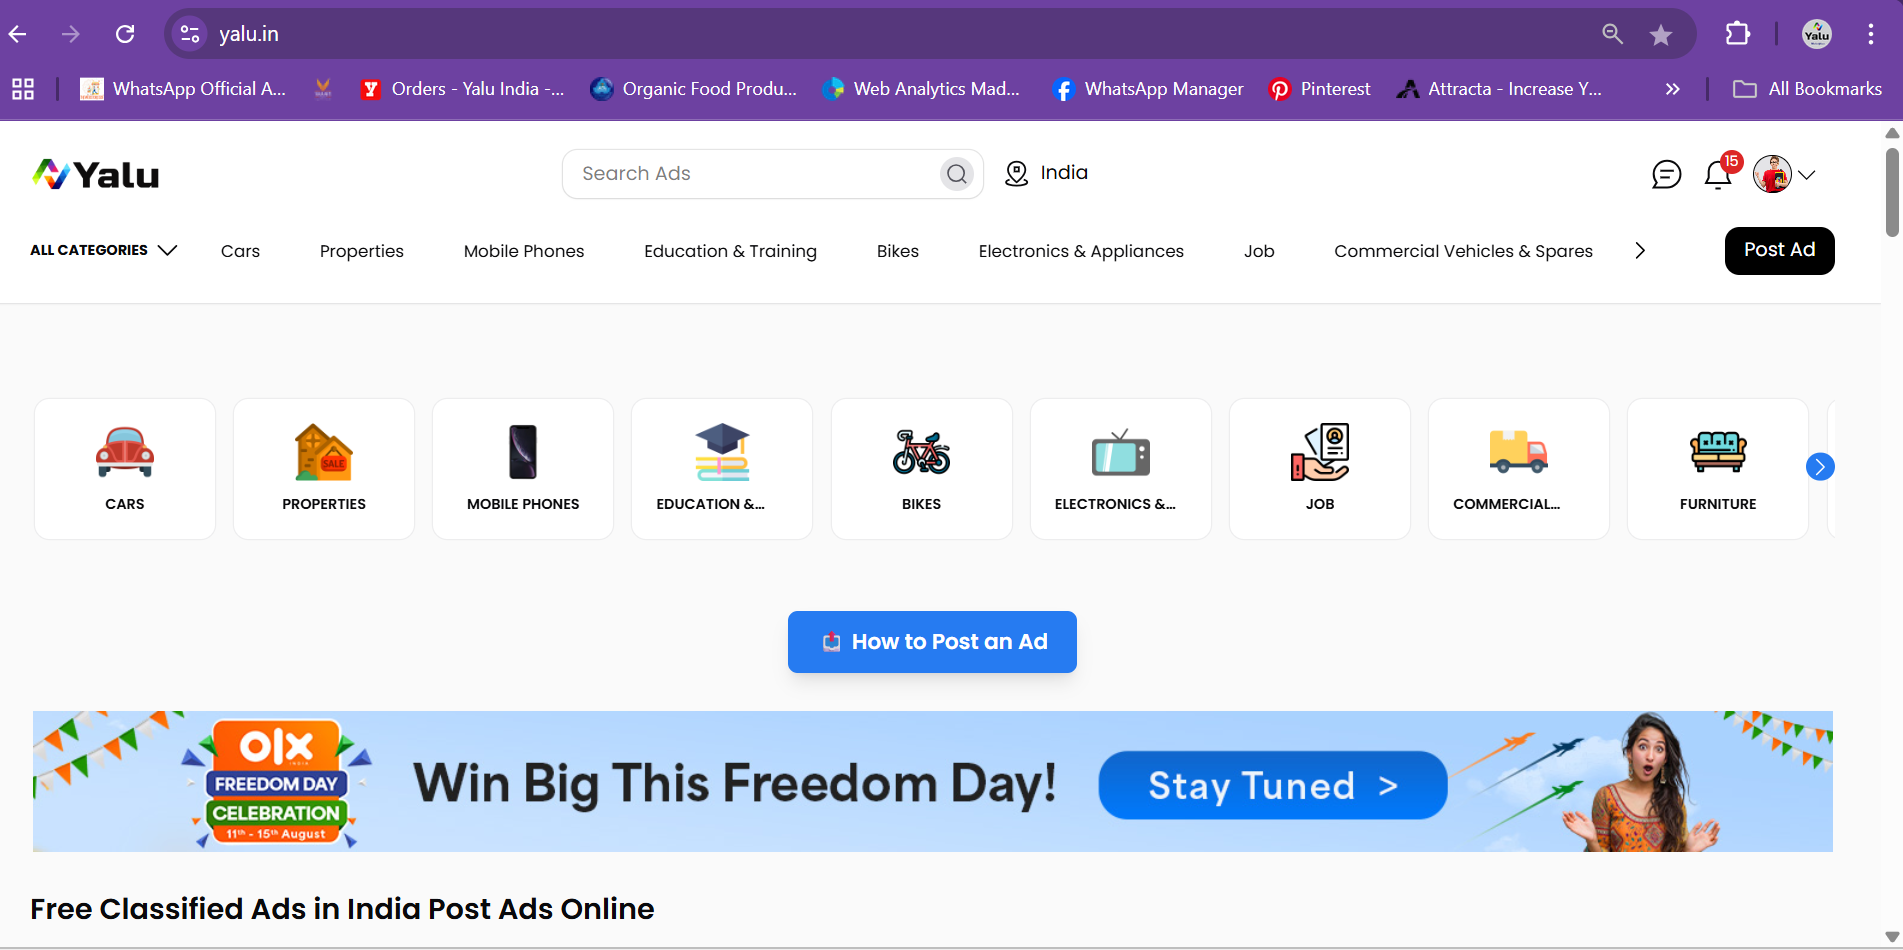 yalu.in
WhatsApp Official A...
Orders - Yalu India -...
Organic Food Produ...
Web Analytics Mad...
WhatsApp Manager
Pinterest
Attracta - Increase Y...
All Bookmarks
Yalu
Yalu
Search Ads
India
15
ALL CATEGORIES
Cars
Properties
Mobile Phones
Education & Training
Bikes
Electronics & Appliances
Job
Commercial Vehicles & Spares
Post Ad
CARS
PROPERTIES
SALE
MOBILE PHONES
EDUCATION &...
BIKES
ELECTRONICS &...
JOB
COMMERCIAL...
FURNITURE
How to Post an Ad
olx
INDIA
FREEDOM DAY
CELEBRATION
11th - 15th August
Win Big This Freedom Day!
Stay Tuned >
Free Classified Ads in India Post Ads Online